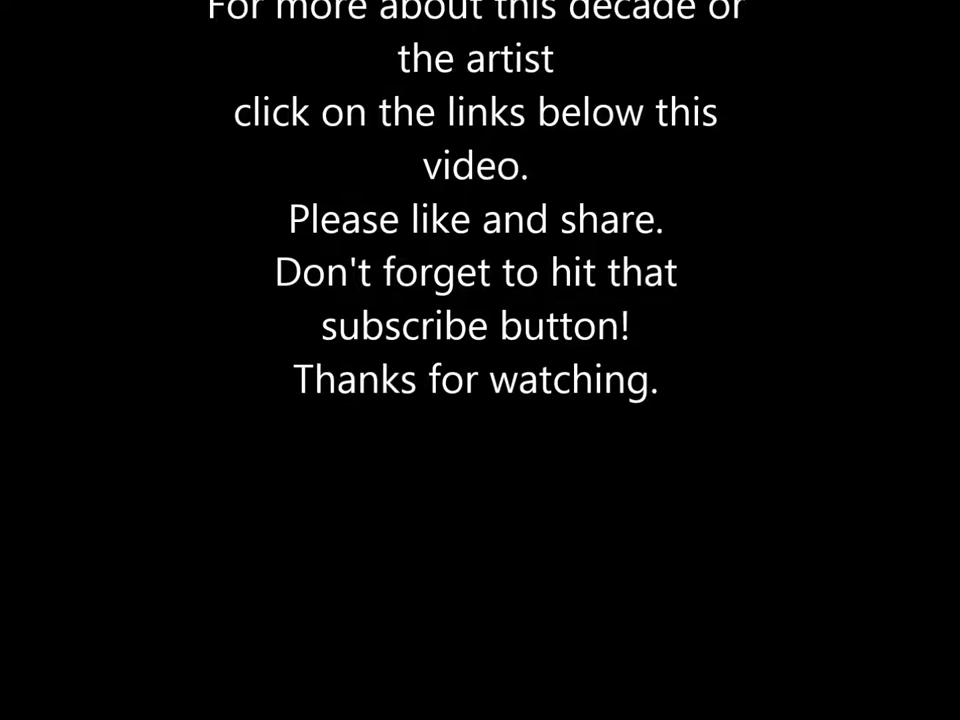 For more about this decade or
the artist
click on the links below this
video.
Please like and share.
Don't forget to hit that
subscribe button!
Thanks for watching.